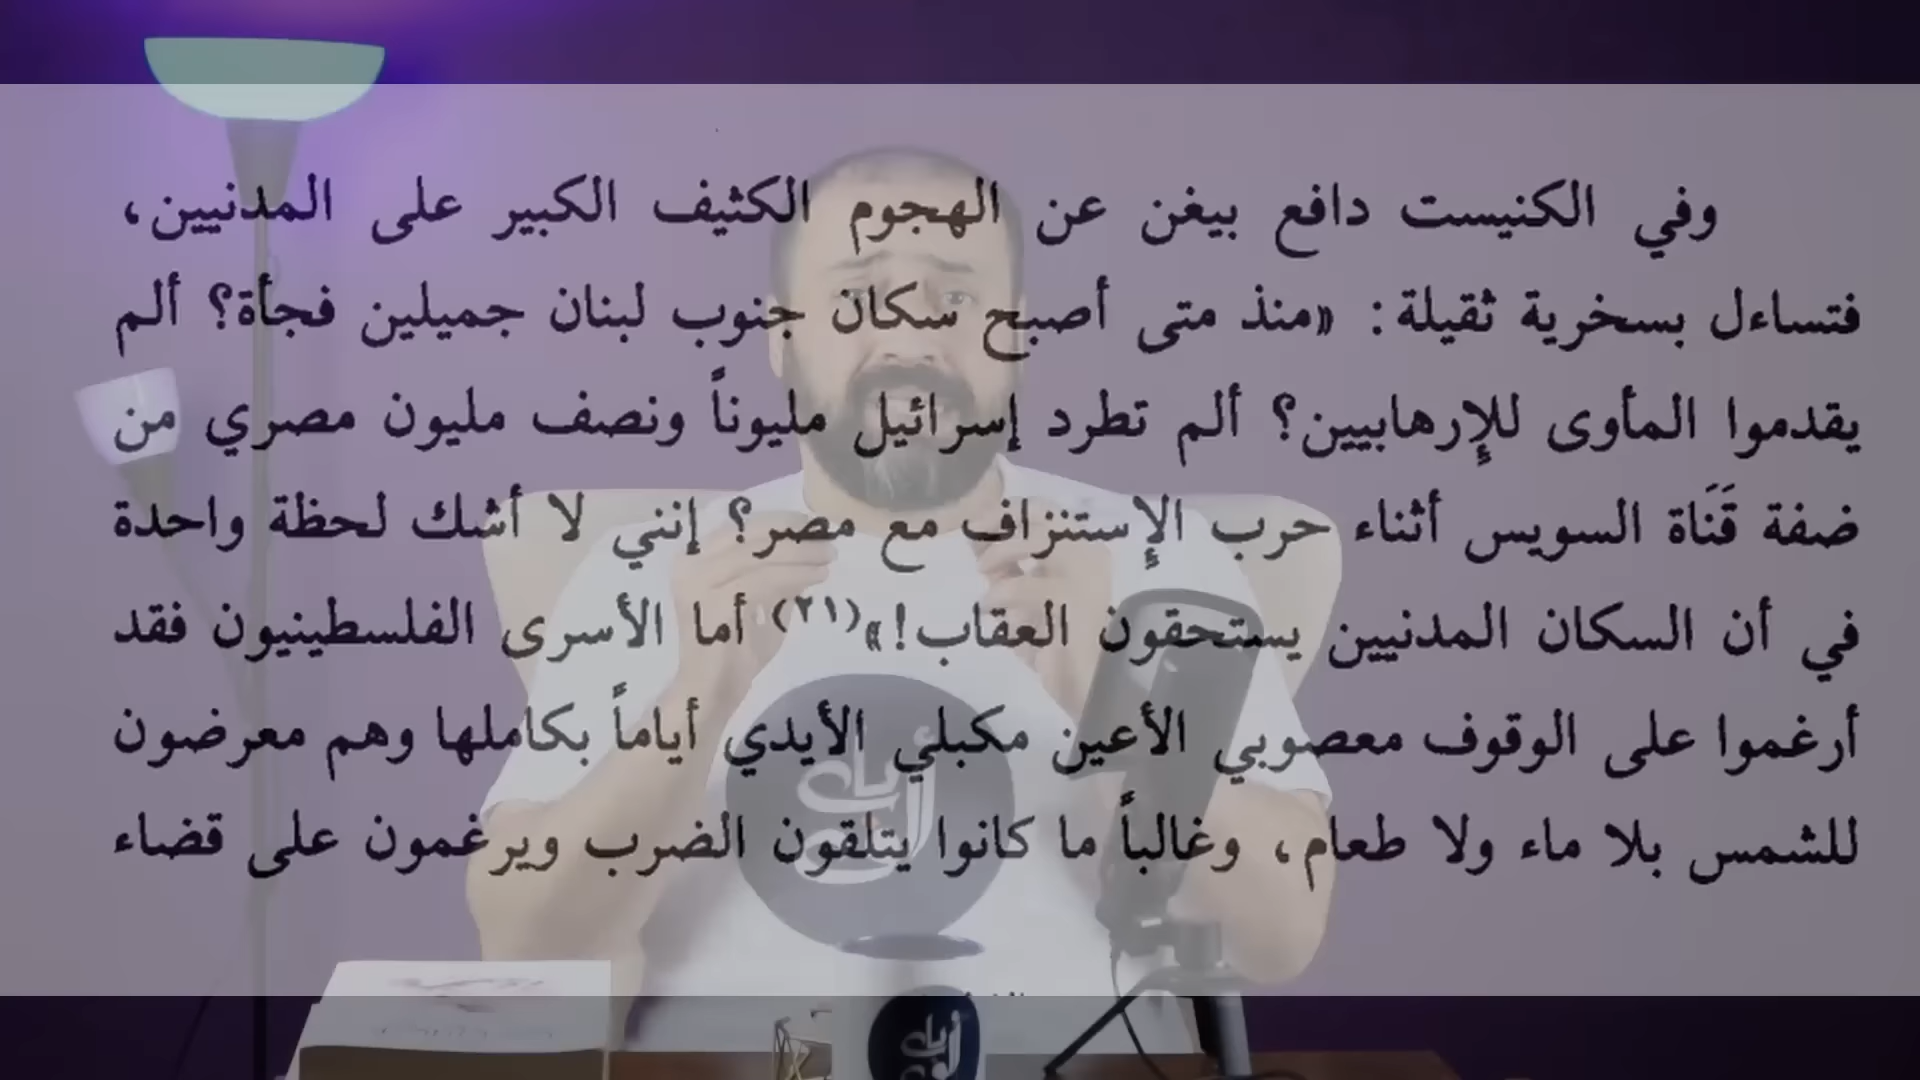 وفي الكنيست دافع بيغن عن الهجوم الكثيف الكبير على المدنيين،
فتساءل بسخرية ثقيلة: «منذ متى أصبح سكان جنوب لبنان جميلين فجأة؟ ألم
يقدموا المأوى للإِرهابيين؟ ألم تطرد إسرائيل مليوناً ونصف مليون مصري من
ضفة قَنَاة السويس أثناء حرب الإِستنزاف مع مصر؟ إنني لا أشك لحظة واحدة
في أن السكان المدنيين يستحقون العقاب!»(٢١) أما الأسرى الفلسطينيون فقد
أرغموا على الوقوف معصوبي الأعين مكبلي الأيدي أياماً بكاملها وهم معرضون
للشمس بلا ماء ولا طعام، وغالباً ما كانوا يتلقون الضرب ويرغمون على قضاء